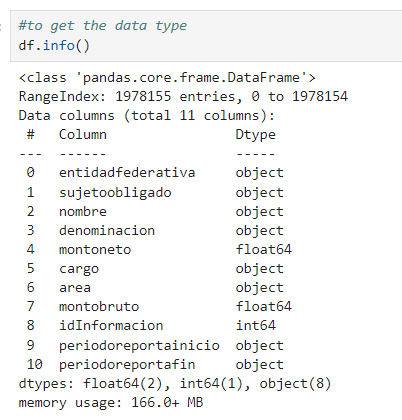 #to get the data type
df.info()
<class 'pandas.core.frame.DataFrame'>
RangeIndex: 1978155 entries, 0 to 1978154
Data columns (total 11 columns):
 #   Column                Dtype
---  ------                -----
 0   entidadfederativa     object
 1   sujetoobligado        object
 2   nombre                object
 3   denominacion          object
 4   montoneto             float64
 5   cargo                 object
 6   area                  object
 7   montobruto            float64
 8   idInformacion         int64
 9   periodoreportainicio  object
 10  periodoreportafin     object
dtypes: float64(2), int64(1), object(8)
memory usage: 166.0+ MB